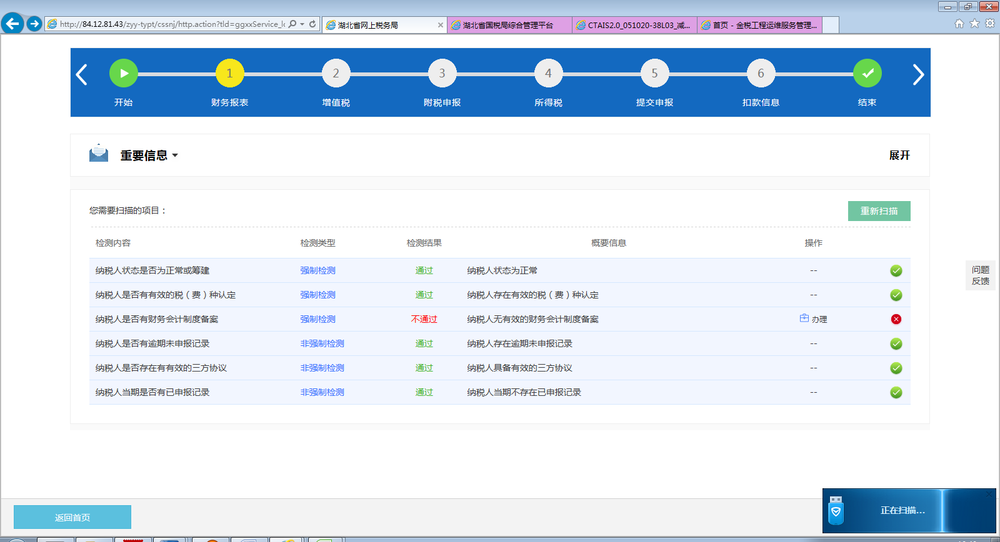 http://84.12.81.43/zyy-typt/cssnj/http.action?tld=ggxxService_lc
湖北省网上税务局
湖北省国税局综合管理平台
CTAIS2.0_051020-38L03_减...
首页 - 金税工程运维服务管理...
1 2 3 4 5 6
开始 财务报表 增值税 附税申报 所得税 提交申报 扣款信息 结束
重要信息 展开
您需要扫描的项目： 重新扫描
检测内容 检测类型 检测结果 概要信息 操作
纳税人状态是否为正常或筹建 强制检测 通过 纳税人状态为正常 --
纳税人是否有有效的税（费）种认定 强制检测 通过 纳税人存在有效的税（费）种认定 --
纳税人是否有财务会计制度备案 强制检测 不通过 纳税人无有效的财务会计制度备案 办理
纳税人是否有逾期未申报记录 非强制检测 通过 纳税人存在逾期未申报记录 --
纳税人是否存在有有效的三方协议 非强制检测 通过 纳税人具备有效的三方协议 --
纳税人当期是否有已申报记录 非强制检测 通过 纳税人当期不存在已申报记录 --
问题
反馈
正在扫描...
返回首页